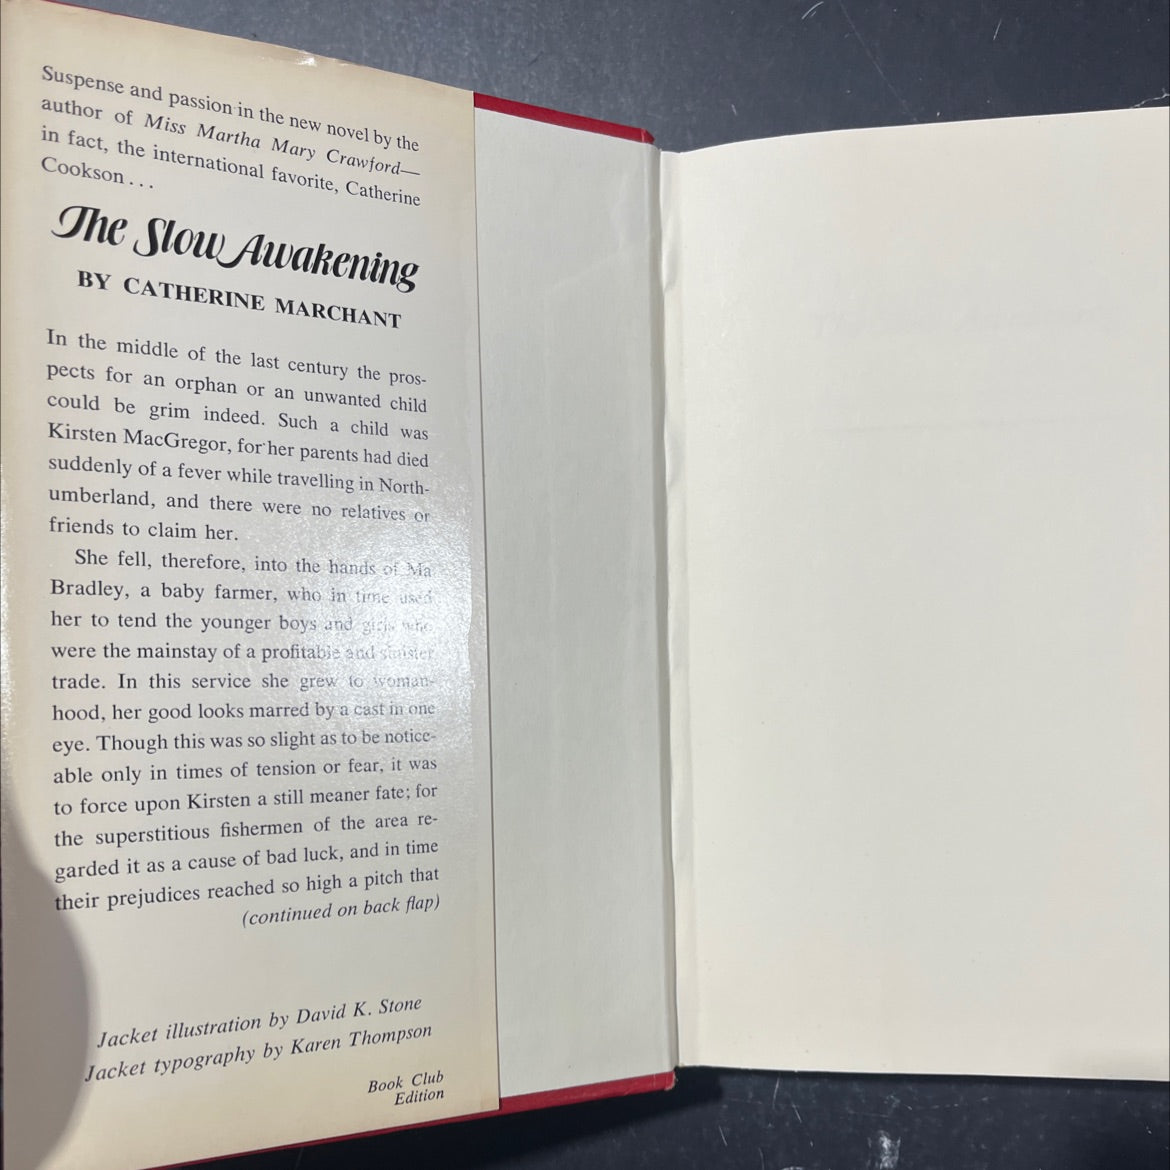 Suspense and passion in the new novel by the
author of Miss Martha Mary Crawford—
in fact, the international favorite, Catherine
Cookson . . .
The Slow Awakening
BY CATHERINE MARCHANT
In the middle of the last century the pros-
pects for an orphan or an unwanted child
could be grim indeed. Such a child was
Kirsten MacGregor, for her parents had died
suddenly of a fever while travelling in North-
umberland, and there were no relatives or
friends to claim her.
She fell, therefore, into the hands of Ma
Bradley, a baby farmer, who in time used
her to tend the younger boys and girls who
were the mainstay of a profitable and sinister
trade. In this service she grew to woman-
hood, her good looks marred by a cast in one
eye. Though this was so slight as to be notice-
able only in times of tension or fear, it was
to force upon Kirsten a still meaner fate; for
the superstitious fishermen of the area re-
garded it as a cause of bad luck, and in time
their prejudices reached so high a pitch that
(continued on back flap)
Jacket illustration by David K. Stone
Jacket typography by Karen Thompson
Book Club
Edition